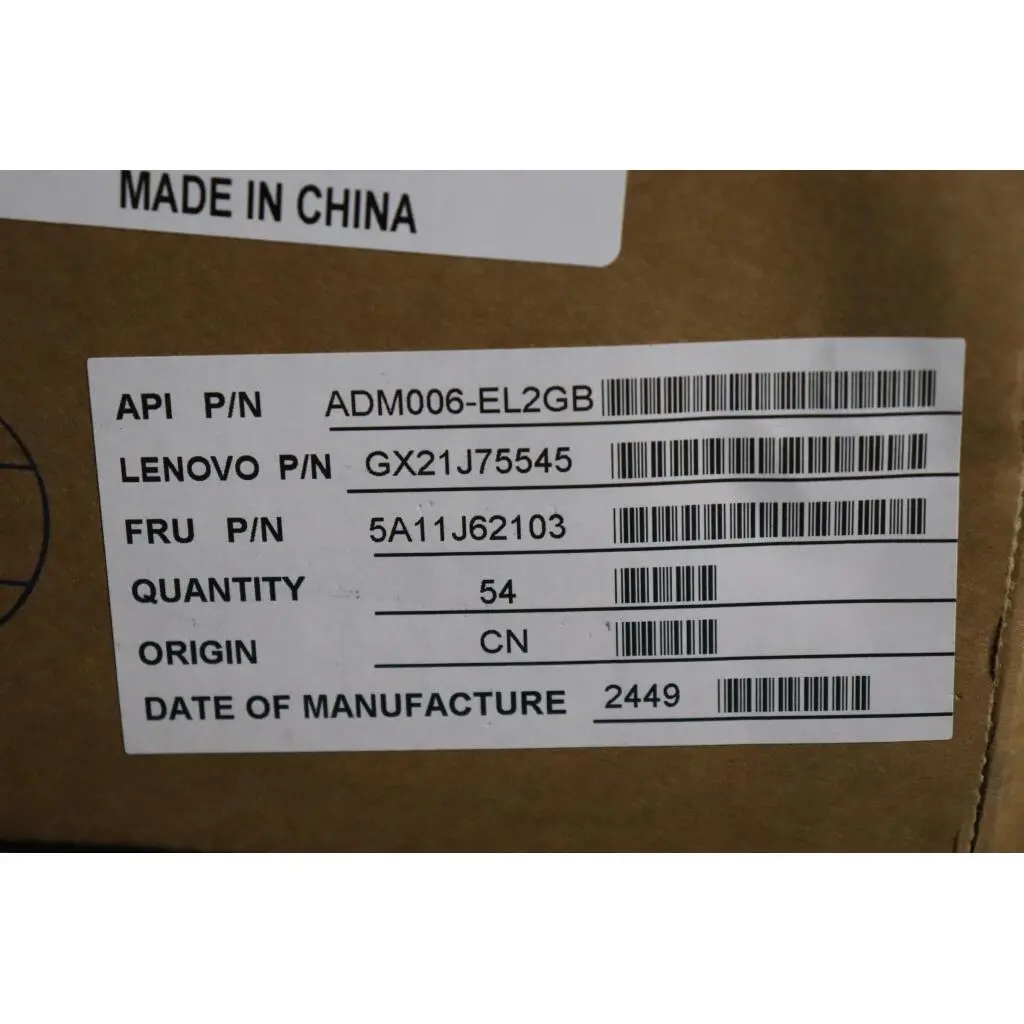 MADE IN CHINA
API P/N ADM006-EL2GB
LENOVO P/N GX21J75545
FRU P/N 5A11J62103
QUANTITY 54
ORIGIN CN
DATE OF MANUFACTURE 2449